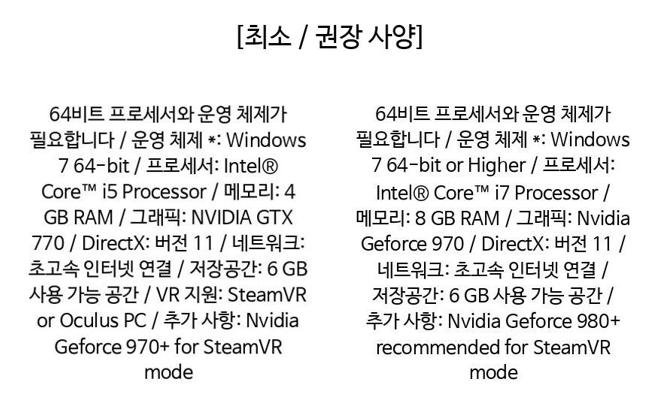 [최소 / 권장 사양]
64비트 프로세서와 운영 체제가
필요합니다 / 운영 체제 *: Windows
7 64-bit / 프로세서: Intel®
Core™ i5 Processor / 메모리: 4
GB RAM / 그래픽: NVIDIA GTX
770 / DirectX: 버전 11 / 네트워크:
초고속 인터넷 연결 / 저장공간: 6 GB
사용 가능 공간 / VR 지원: SteamVR
or Oculus PC / 추가 사항: Nvidia
Geforce 970+ for SteamVR
mode
64비트 프로세서와 운영 체제가
필요합니다 / 운영 체제 *: Windows
7 64-bit or Higher / 프로세서:
Intel® Core™ i7 Processor /
메모리: 8 GB RAM / 그래픽: Nvidia
Geforce 970 / DirectX: 버전 11 /
네트워크: 초고속 인터넷 연결 /
저장공간: 6 GB 사용 가능 공간 /
추가 사항: Nvidia Geforce 980+
recommended for SteamVR
mode